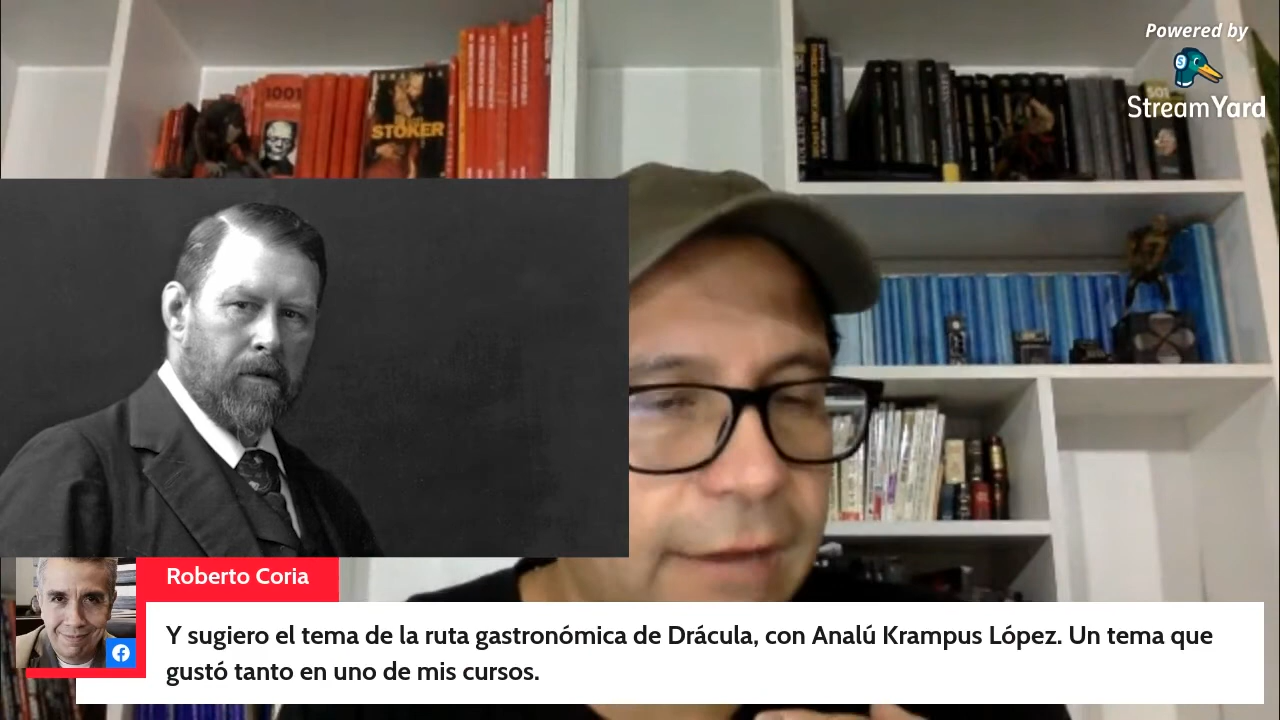 Powered by
StreamYard
1001
STOKER
501
Roberto Coria
Y sugiero el tema de la ruta gastronómica de Drácula, con Analú Krampus López. Un tema que
gustó tanto en uno de mis cursos.